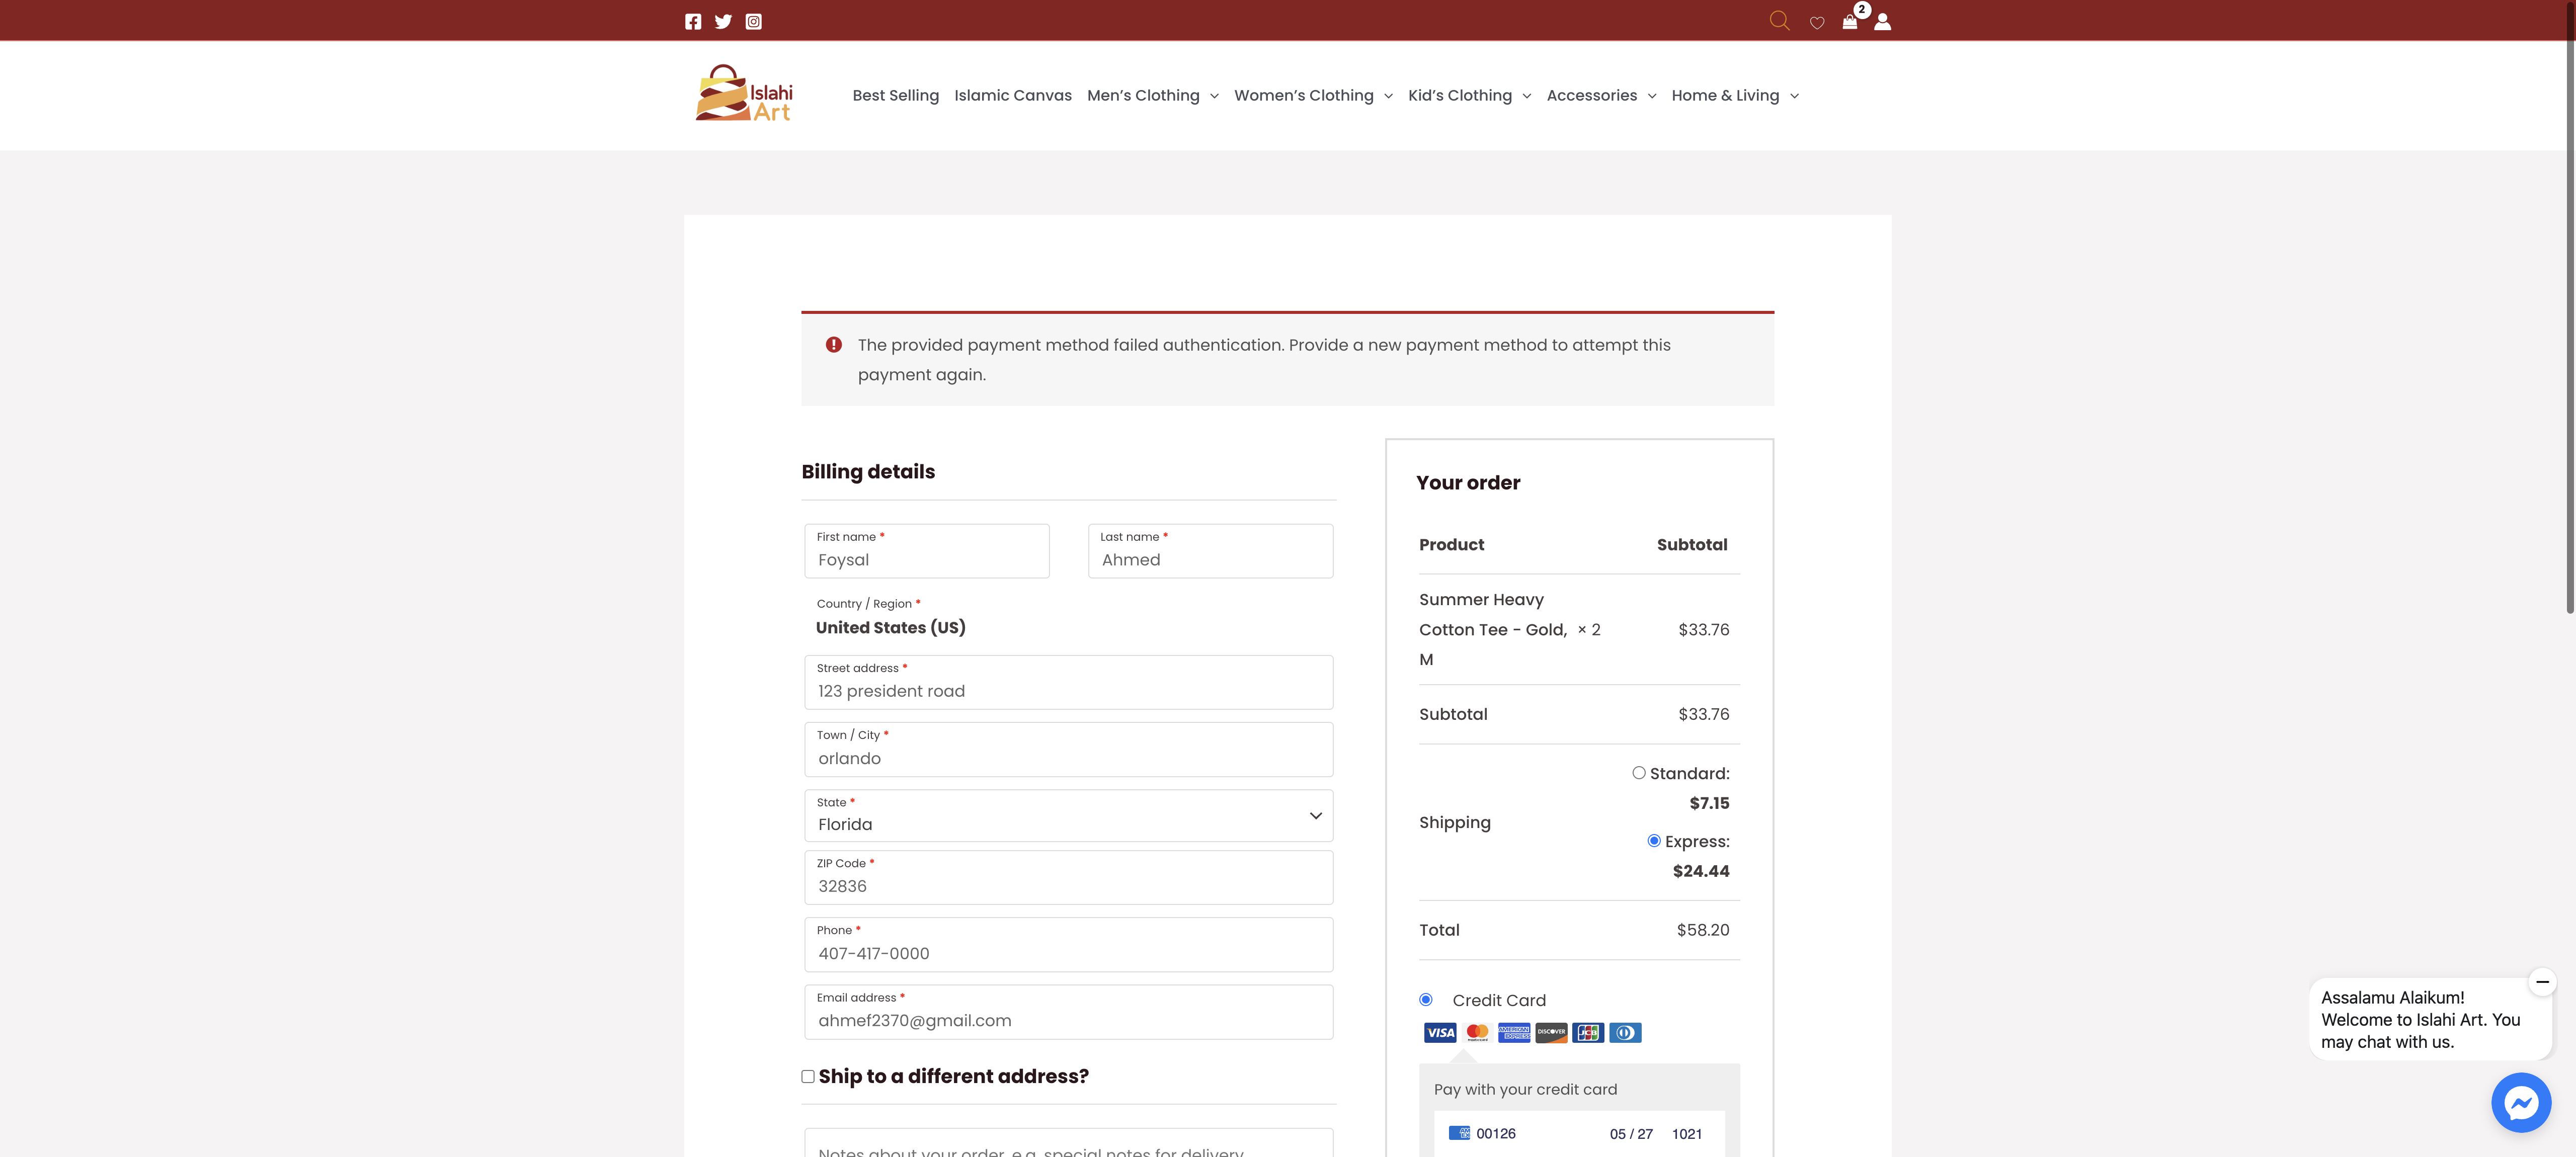 2
Islahi
Art
Best Selling Islamic Canvas Men's Clothing Women's Clothing Kid's Clothing Accessories Home & Living
The provided payment method failed authentication. Provide a new payment method to attempt this
payment again.
Billing details
First name *
Foysal
Last name *
Ahmed
Country / Region *
United States (US)
Street address *
123 president road
Town / City *
orlando
State *
Florida
ZIP Code *
32836
Phone *
407-417-0000
Email address *
ahmef2370@gmail.com
Ship to a different address?
Notes about your order, e.g. special notes for delivery.
Your order
Product Subtotal
Summer Heavy
Cotton Tee - Gold, × 2 $33.76
M
Subtotal $33.76
Standard:
$7.15
Shipping
Express:
$24.44
Total $58.20
Credit Card
VISA mastercard AMERICAN EXPRESS DISCOVER JCB
Pay with your credit card
00126 05 / 27 1021
Assalamu Alaikum!
Welcome to Islahi Art. You
may chat with us.